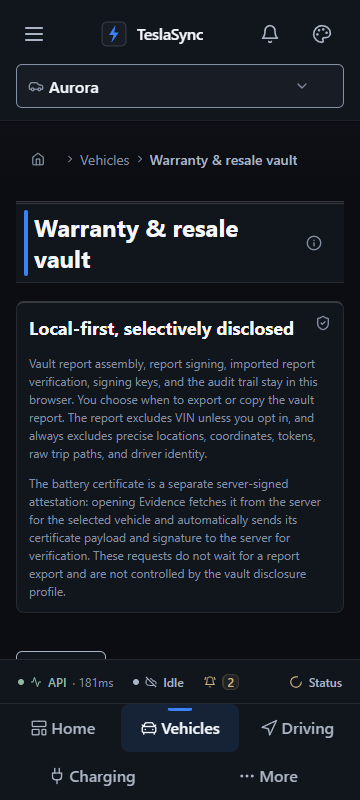 TeslaSync
Aurora
Vehicles > Warranty & resale vault
Warranty & resale
vault
Local-first, selectively disclosed
Vault report assembly, report signing, imported report
verification, signing keys, and the audit trail stay in this
browser. You choose when to export or copy the vault
report. The report excludes VIN unless you opt in, and
always excludes precise locations, coordinates, tokens,
raw trip paths, and driver identity.
The battery certificate is a separate server-signed
attestation: opening Evidence fetches it from the server
for the selected vehicle and automatically sends its
certificate payload and signature to the server for
verification. These requests do not wait for a report
export and are not controlled by the vault disclosure
profile.
API · 181ms Idle 2 Status
Home Vehicles Driving
Charging More